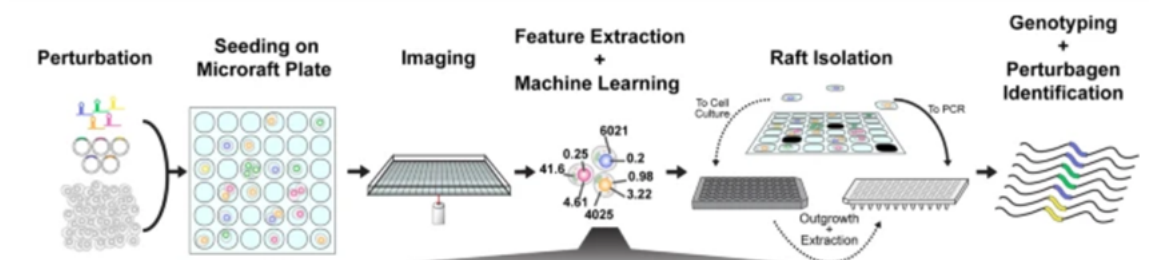 Perturbation
Seeding on
Microraft Plate
Imaging
Feature Extraction
+
Machine Learning
6021
0.25
0.2
41.6
0.98
3.22
4.61
4025
Raft Isolation
To Cell
Culture
To PCR
Outgrowth
+
Extraction
Genotyping
+
Perturbagen
Identification